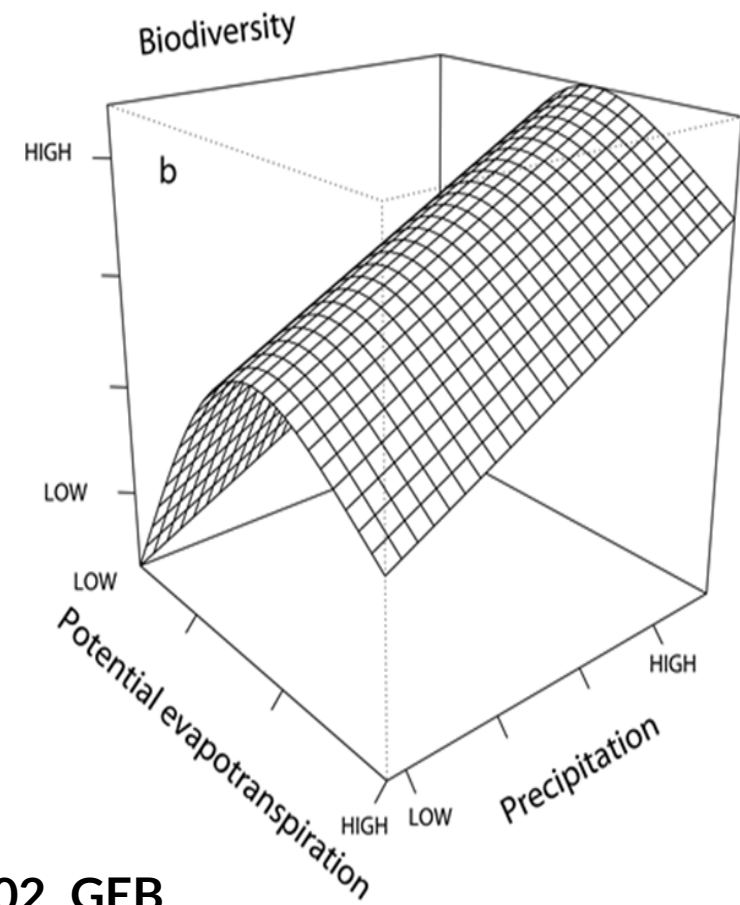 Biodiversity
HIGH
b
LOW
LOW
Potential evapotranspiration
HIGH
LOW
Precipitation
HIGH
02 GEB